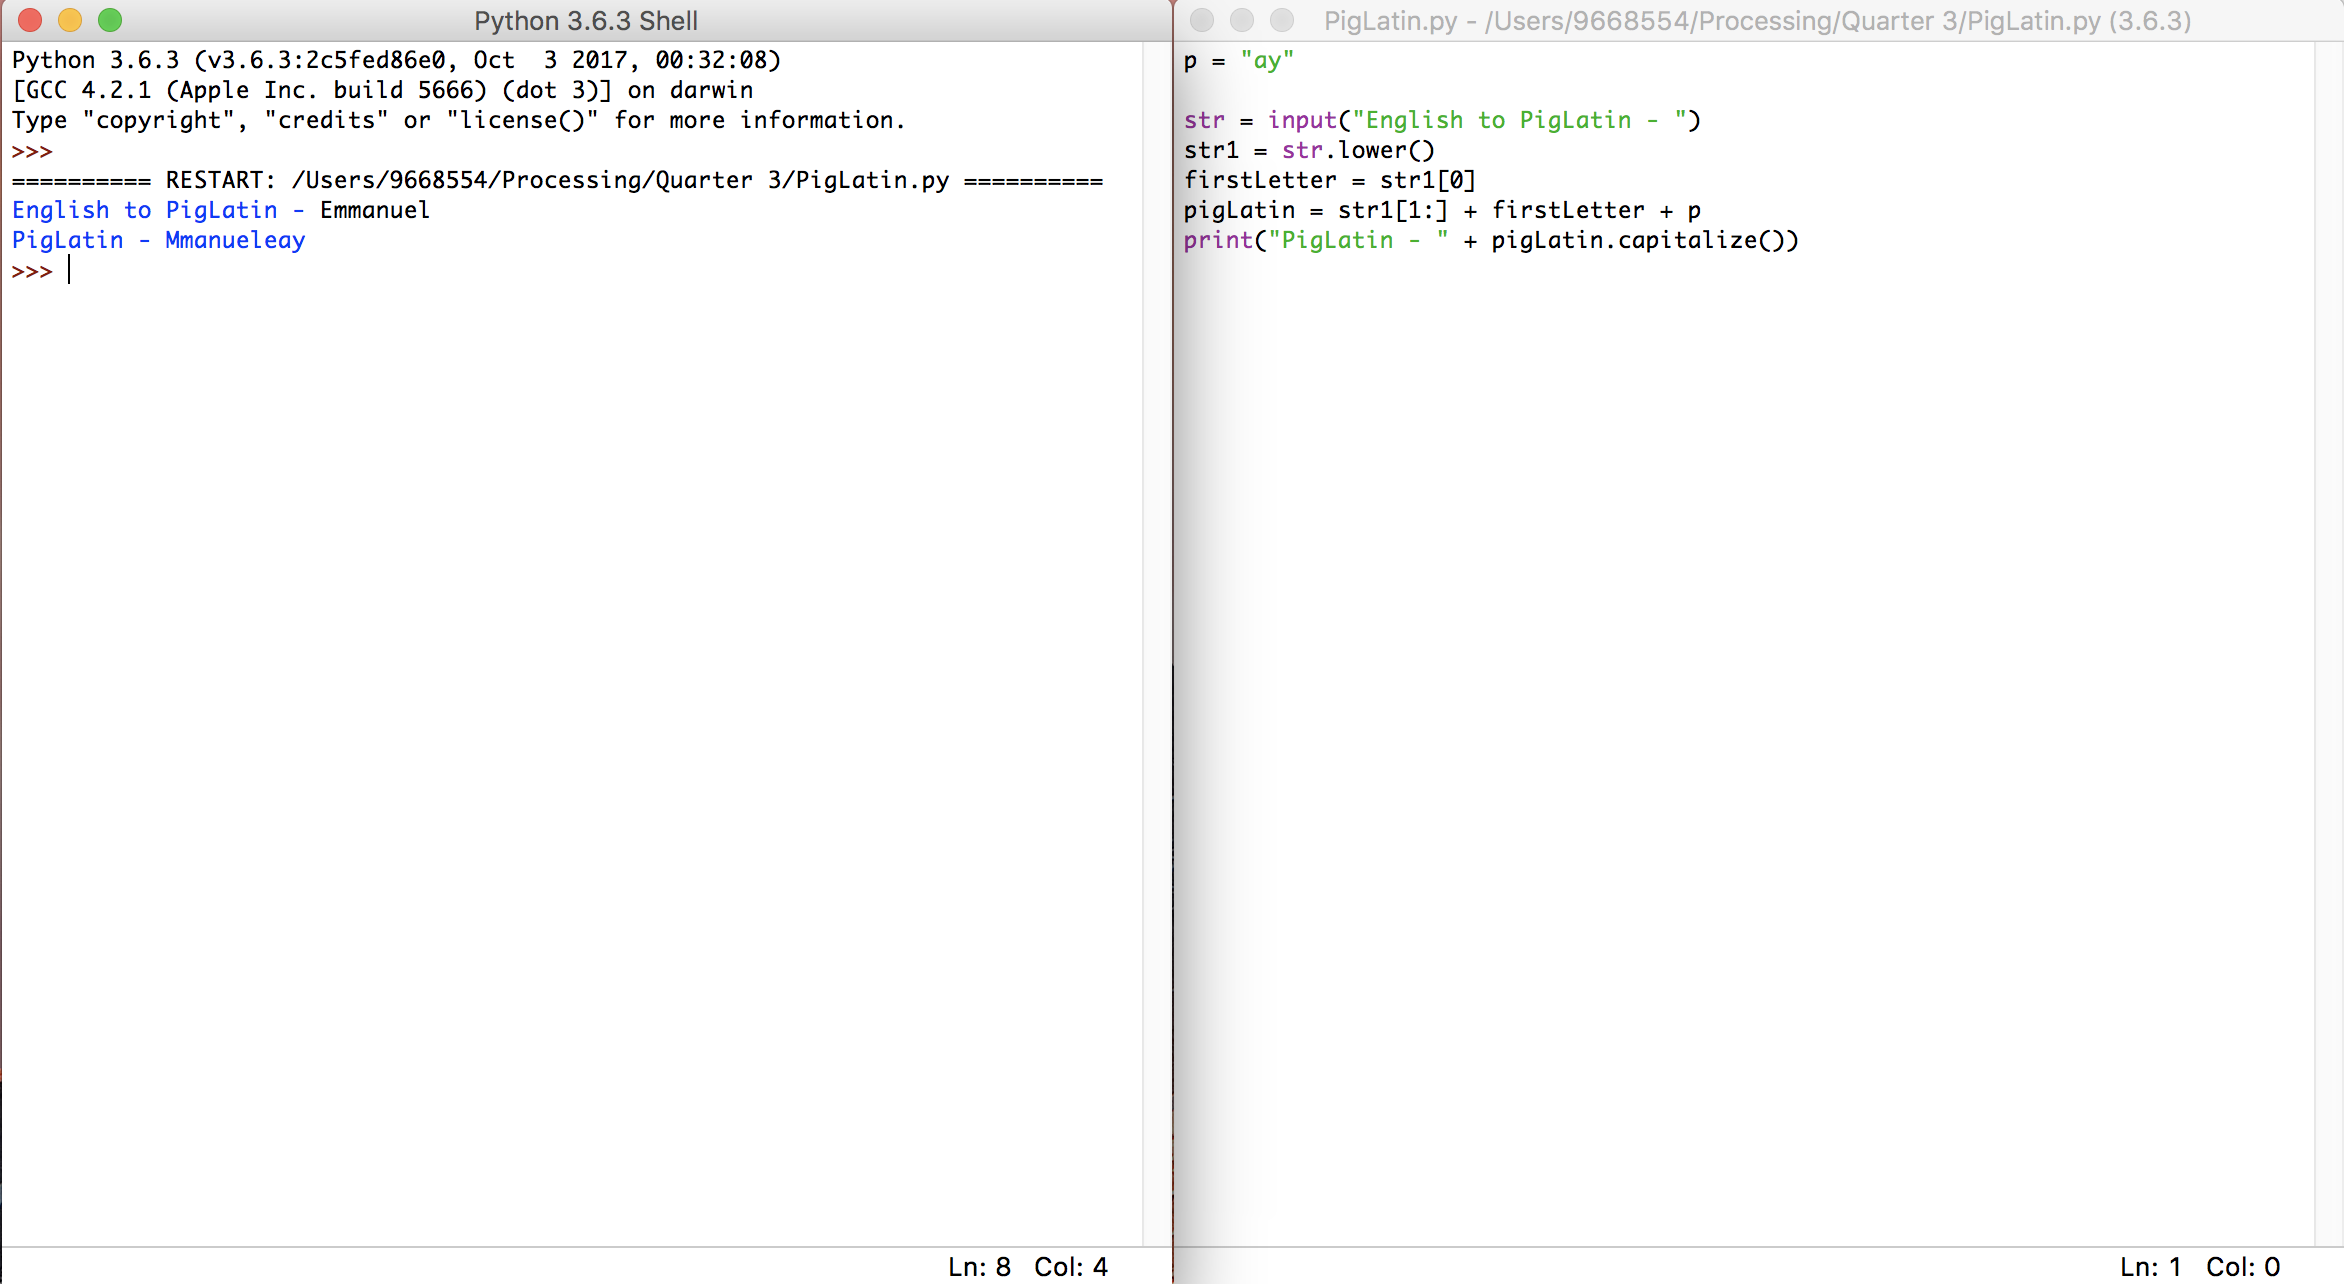 Python 3.6.3 Shell
Python 3.6.3 (v3.6.3:2c5fed86e0, Oct  3 2017, 00:32:08)
[GCC 4.2.1 (Apple Inc. build 5666) (dot 3)] on darwin
Type "copyright", "credits" or "license()" for more information.
>>>
========== RESTART: /Users/9668554/Processing/Quarter 3/PigLatin.py ==========
English to PigLatin - Emmanuel
PigLatin - Mmanueleay
>>>
Ln: 8 Col: 4
PigLatin.py - /Users/9668554/Processing/Quarter 3/PigLatin.py (3.6.3)
p = "ay"
str = input("English to PigLatin - ")
str1 = str.lower()
firstLetter = str1[0]
pigLatin = str1[1:] + firstLetter + p
print("PigLatin - " + pigLatin.capitalize())
Ln: 1 Col: 0